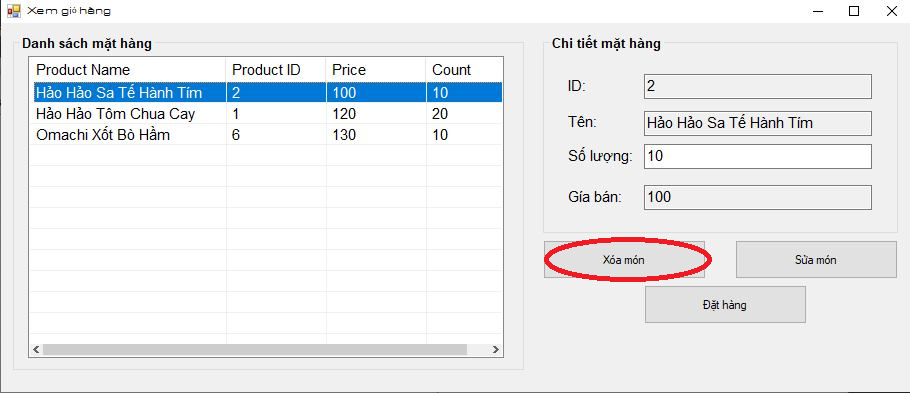 Xem giỏ hàng
Danh sách mặt hàng
Product Name Product ID Price Count
Hảo Hảo Sa Tế Hành Tím 2 100 10
Hảo Hảo Tôm Chua Cay 1 120 20
Omachi Xốt Bò Hầm 6 130 10
Chi tiết mặt hàng
ID: 2
Tên: Hảo Hảo Sa Tế Hành Tím
Số lượng: 10
Gía bán: 100
Xóa món
Sửa món
Đặt hàng